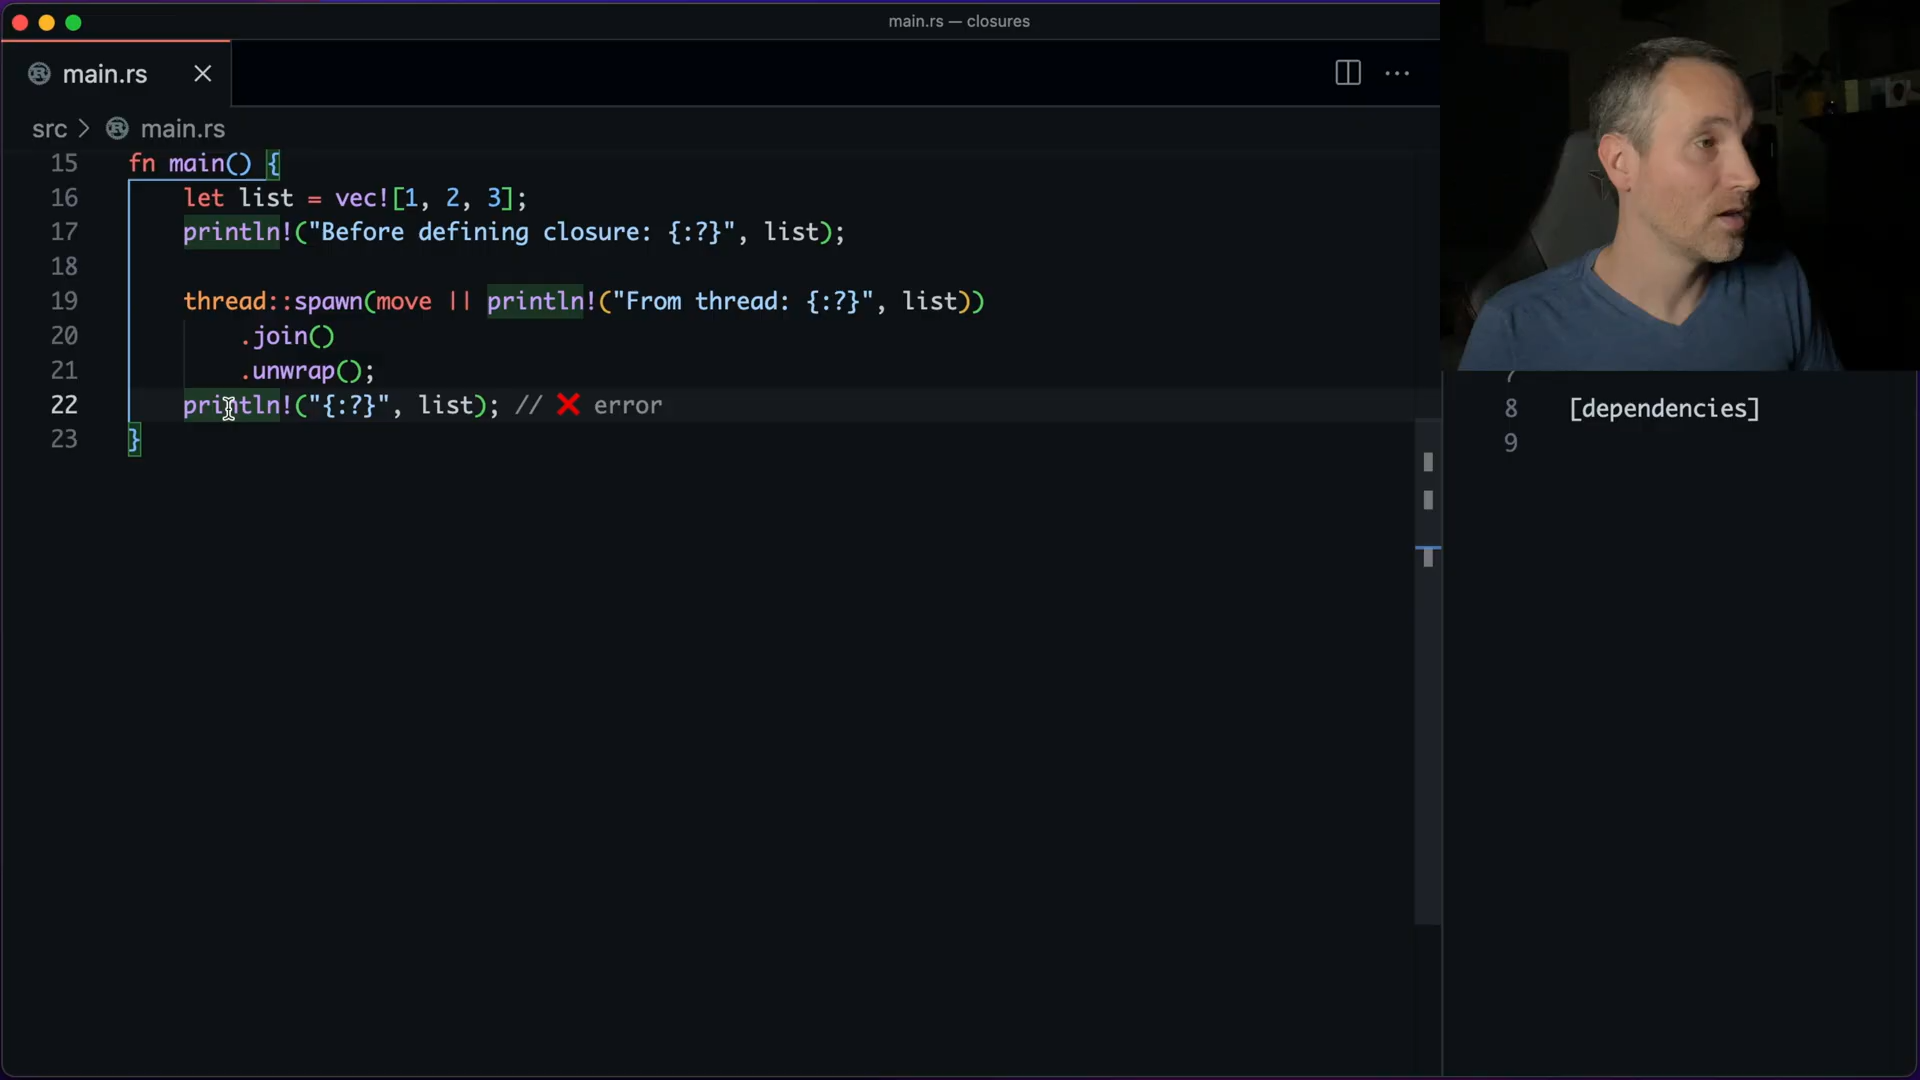 main.rs — closures
main.rs
src > main.rs
15 fn main() {
16 let list = vec![1, 2, 3];
17 println!("Before defining closure: {:?}", list);
18
19 thread::spawn(move || println!("From thread: {:?}", list))
20 .join()
21 .unwrap();
22 println!("{:?}", list); // ❌ error
23 }
8 [dependencies]
9